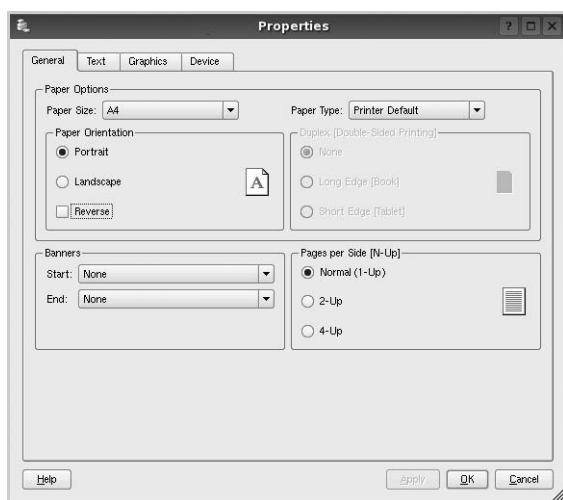 Properties
General Text Graphics Device
Paper Options
Paper Size: A4 Paper Type: Printer Default
Paper Orientation
Portrait
Landscape
A
Reverse
Duplex [Double-Sided Printing]
None
Long Edge [Book]
Short Edge [Tablet]
Banners
Start: None
End: None
Pages per Side [N-Up]
Normal (1-Up)
2-Up
4-Up
Help Apply OK Cancel